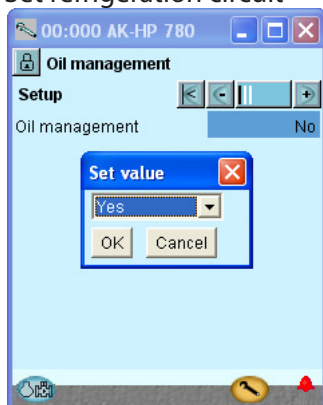 Set refrigeration circuit
00:000 AK-HP 780
Oil management
Setup
Oil management No
Set value
Yes
OK Cancel